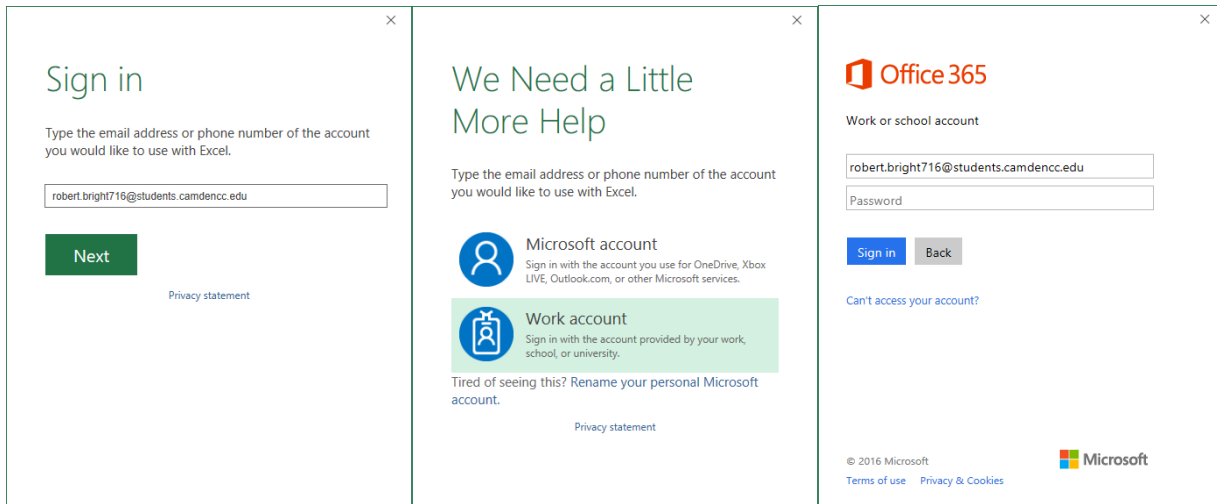 Sign in
Type the email address or phone number of the account
you would like to use with Excel.
robert.bright716@students.camdencc.edu
Next
Privacy statement
We Need a Little
More Help
Type the email address or phone number of the account
you would like to use with Excel.
Microsoft account
Sign in with the account you use for OneDrive, Xbox
LIVE, Outlook.com, or other Microsoft services.
Work account
Sign in with the account provided by your work,
school, or university.
Tired of seeing this? Rename your personal Microsoft
account.
Privacy statement
Office 365
Work or school account
robert.bright716@students.camdencc.edu
Password
Sign in Back
Can't access your account?
© 2016 Microsoft
Microsoft
Terms of use Privacy & Cookies